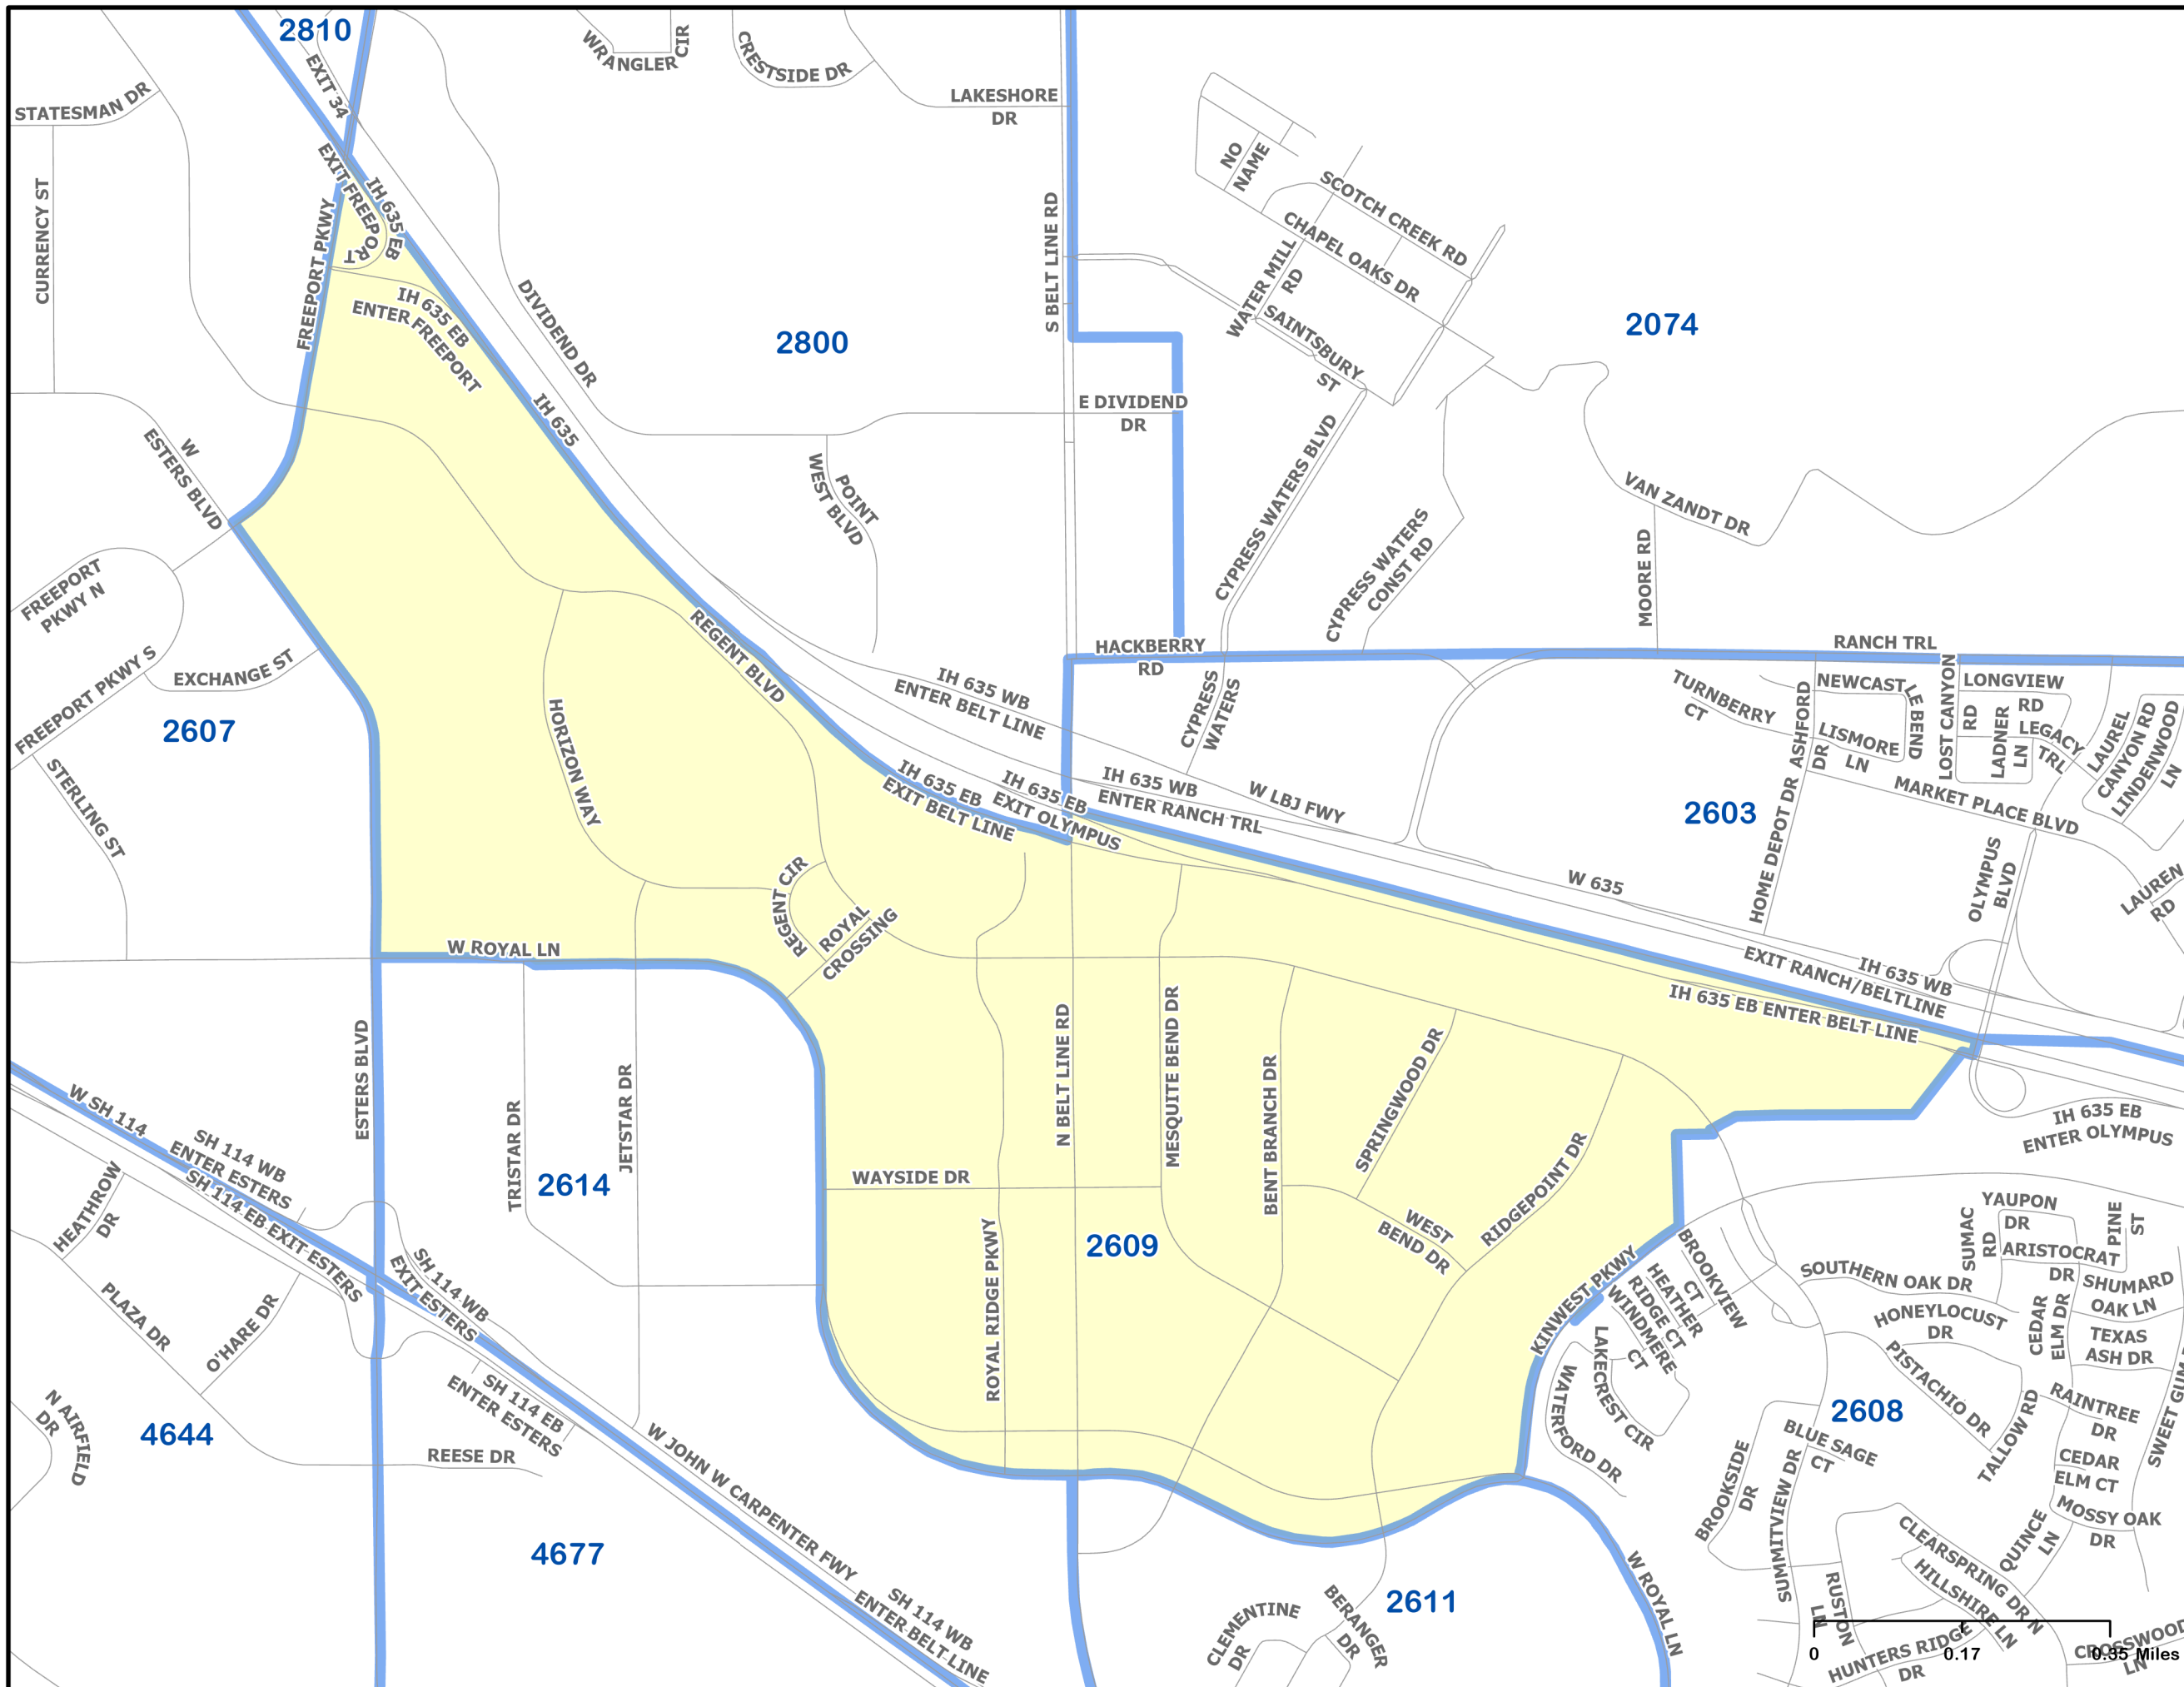 2810
EXIT 34
STATESMAN DR
CURRENCY ST
WRANGLER
CIR
CRESTSIDE DR
LAKESHORE
DR
NO
NAME
SCOTCH CREEK RD
CHAPEL OAKS DR
WATER MILL
RD
SAINTSBURY
ST
EXIT FREEPORT
IH 635 EB
FREEPORT PKWY
IH 635 EB
ENTER FREEPORT
DIVIDEND DR
IH 635
2800
S BELT LINE RD
2074
E DIVIDEND
DR
W
ESTERS BLVD
POINT
WEST BLVD
CYPRESS WATERS BLVD
CYPRESS WATERS
CONST RD
VAN ZANDT DR
MOORE RD
FREEPORT
PKWY N
FREEPORT PKWY S
EXCHANGE ST
2607
STERLING ST
REGENT BLVD
HORIZON WAY
HACKBERRY
RD
RANCH TRL
IH 635 WB
ENTER BELT LINE
CYPRESS
WATERS
TURNBERRY
CT
NEWCAST
LE BEND
LISMORE
LN
ASHFORD
DR
LOST CANYON
RD
LONGVIEW
RD
LADNER
LN
LEGACY
TRL
LAUREL
CANYON RD
LINDENWOOD
LN
MARKET PLACE BLVD
HOME DEPOT DR
2603
IH 635 EB
EXIT BELT LINE
IH 635 EB
EXIT OLYMPUS
IH 635 WB
ENTER RANCH TRL
W LBJ FWY
W 635
OLYMPUS
BLVD
LAUREN
RD
REGENT CIR
ROYAL
CROSSING
W ROYAL LN
EXIT RANCH/BELTLINE
IH 635 WB
IH 635 EB ENTER BELT LINE
IH 635 EB
ENTER OLYMPUS
ESTERS BLVD
TRISTAR DR
JETSTAR DR
2614
N BELT LINE RD
MESQUITE BEND DR
BENT BRANCH DR
SPRINGWOOD DR
RIDGEPOINT DR
WAYSIDE DR
WEST
BEND DR
ROYAL RIDGE PKWY
2609
W SH 114
SH 114 WB
ENTER ESTERS
SH 114 EB EXIT ESTERS
SH 114 WB
EXIT ESTERS
HEATHROW
DR
PLAZA DR
O'HARE DR
N AIRFIELD
DR
4644
REESE DR
SH 114 EB
ENTER ESTERS
W JOHN W CARPENTER FWY
SH 114 WB
ENTER BELT LINE
4677
KINWEST PKWY
BROOKVIEW
HEATHER
CT
RIDGE CT
WINDMERE
CT
LAKECREST CIR
WATERFORD DR
SOUTHERN OAK DR
SUMAC
RD
YAUPON
DR
PINE
ST
ARISTOCRAT
DR
SHUMARD
OAK LN
HONEYLOCUST
DR
CEDAR
ELM DR
TEXAS
ASH DR
PISTACHIO DR
TALLOW RD
RAINTREE
DR
2608
BLUE SAGE
CT
CEDAR
ELM CT
MOSSY OAK
DR
QUINCE
LN
BROOKSIDE
DR
SUMMITVIEW DR
CLEARSPRING DR N
HILLSHIRE LN
RUSTON
LN
HUNTERS RIDGE
DR
CROSSWOOD
LN
SWEET GUM
W ROYAL LN
2611
CLEMENTINE
DR
BERANGER
DR
0 0.17 0.35 Miles